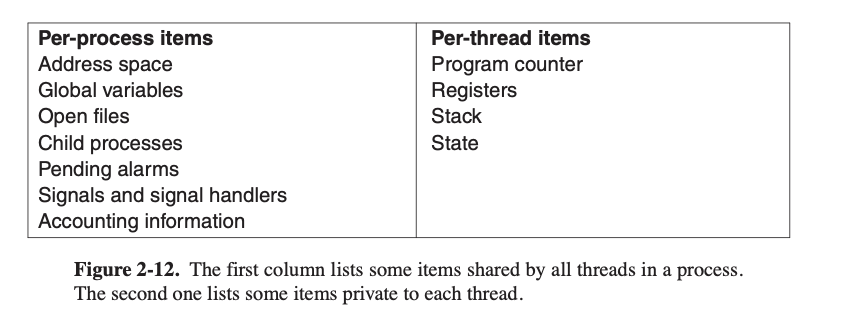 Per-process items
Address space
Global variables
Open files
Child processes
Pending alarms
Signals and signal handlers
Accounting information
Per-thread items
Program counter
Registers
Stack
State
Figure 2-12. The first column lists some items shared by all threads in a process.
The second one lists some items private to each thread.